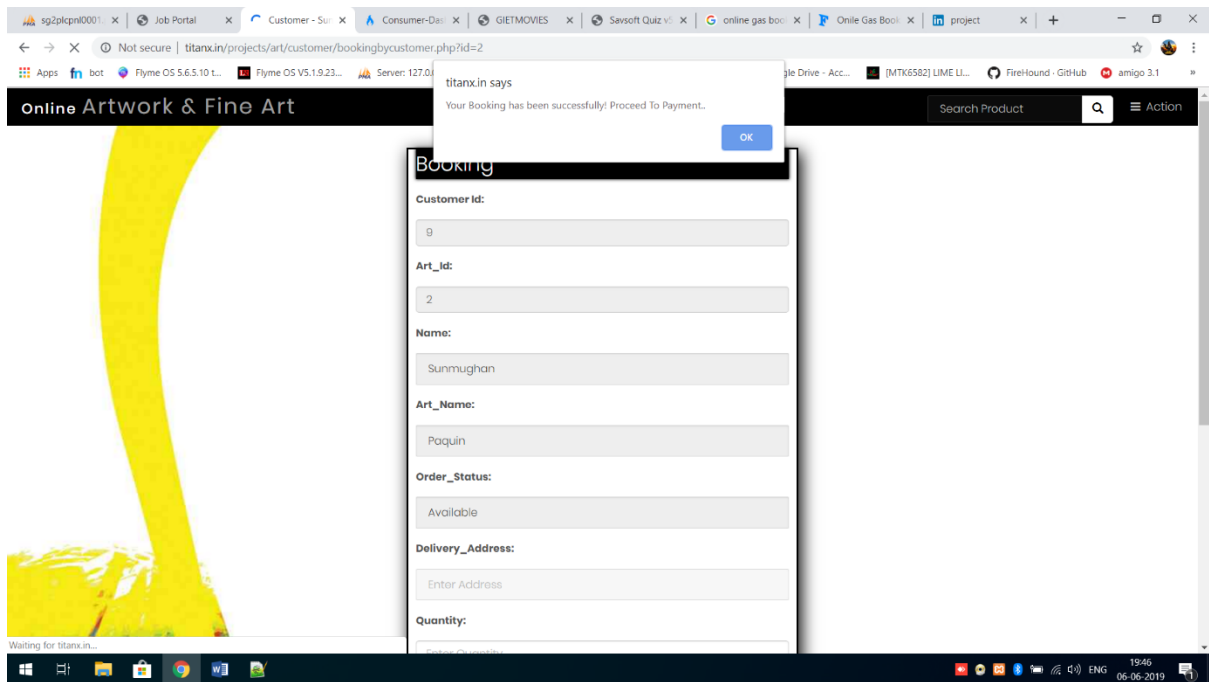 sg2plcpnl0001.
Job Portal
Customer - Sun
Consumer-Das
GIETMOVIES
Savsoft Quiz v5
online gas boo
Onile Gas Book
project
Not secure | titanx.in/projects/art/customer/bookingbycustomer.php?id=2
Apps
bot
Flyme OS 5.6.5.10 t...
Flyme OS V5.1.9.23...
Server: 127.0.
gle Drive - Acc...
[MTK6582] LIME LI...
FireHound · GitHub
amigo 3.1
titanx.in says
Your Booking has been successfully! Proceed To Payment..
OK
Online Artwork & Fine Art
Search Product
Action
Booking
Customer Id:
9
Art_Id:
2
Name:
Sunmughan
Art_Name:
Paquin
Order_Status:
Available
Delivery_Address:
Enter Address
Quantity:
Enter Quantity
Waiting for titanx.in...
ENG
19:46
06-06-2019